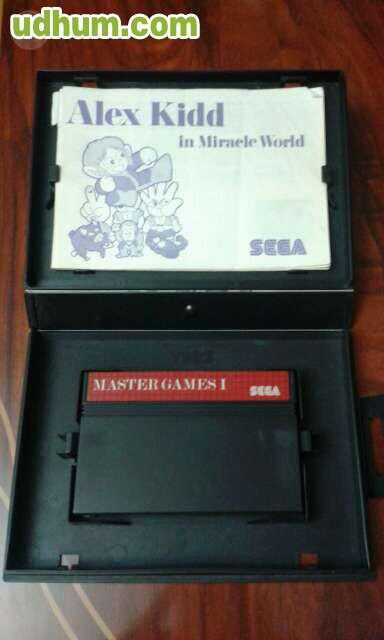 udhum.com
Alex Kidd
in Miracle World
SEGA
MASTER GAMES I
SEGA